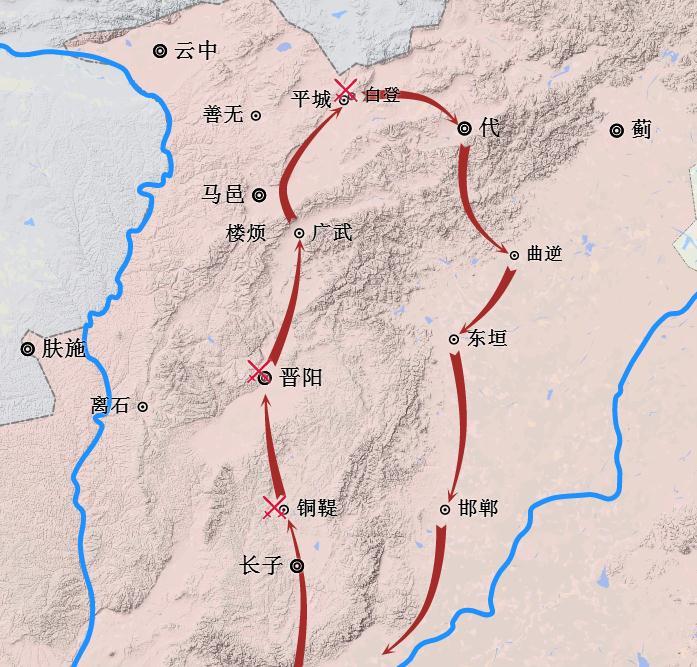 云中
平城
白登
善无
代
蓟
马邑
楼烦
广武
曲逆
东垣
肤施
晋阳
离石
铜鞮
邯郸
长子